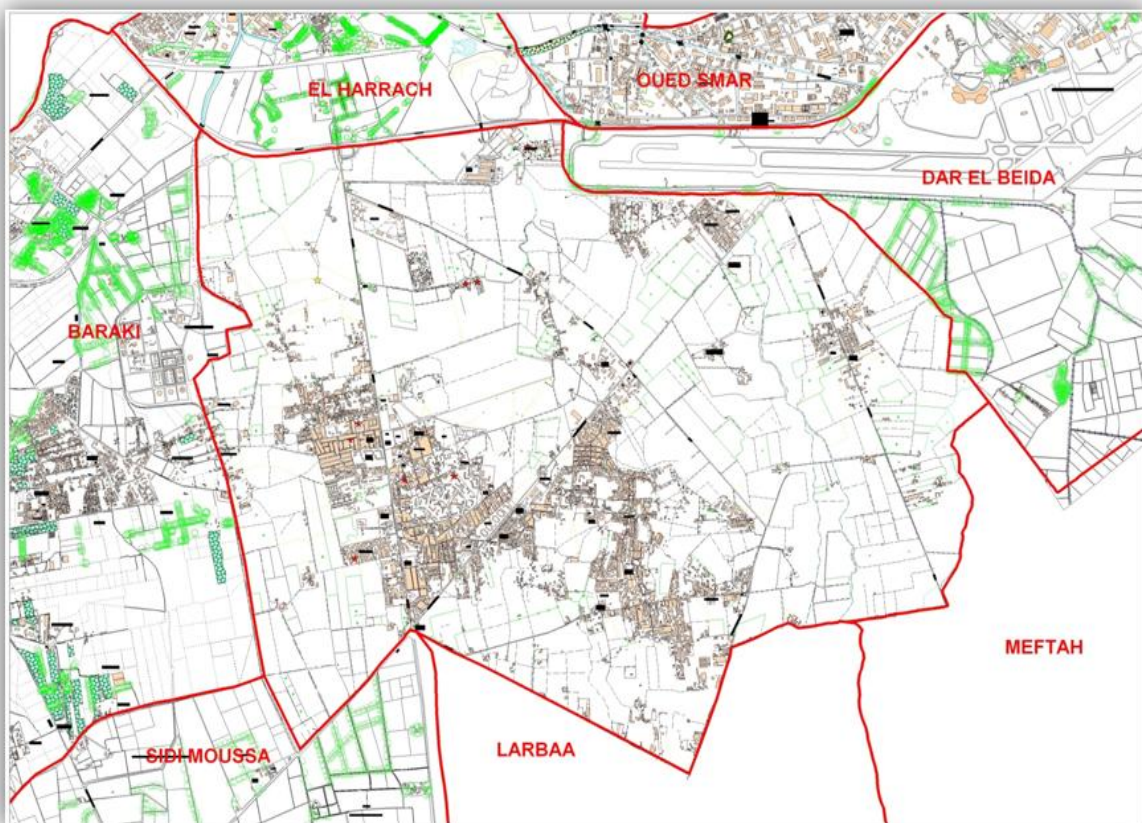 OUED SMAR
EL HARRACH
DAR EL BEIDA
BARAKI
MEFTAH
LARBAA
SIDI MOUSSA